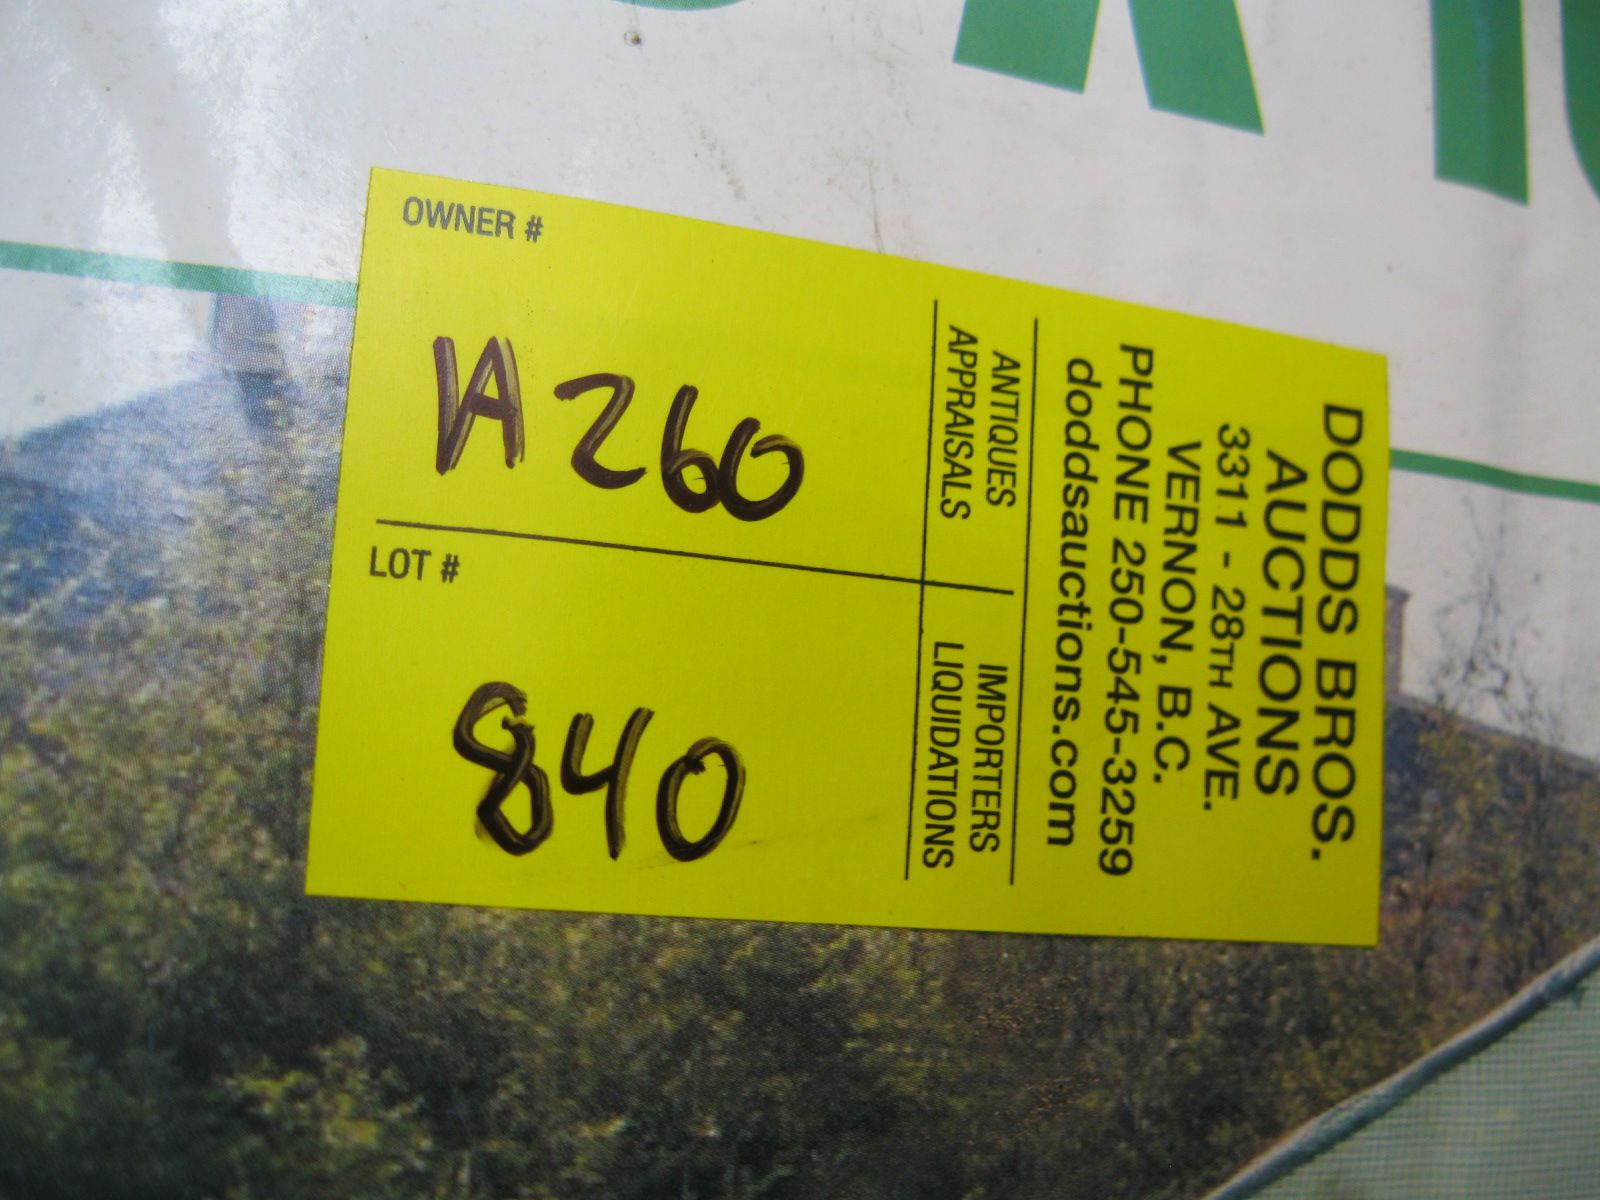 OWNER #
A260
LOT #
840
ANTIQUES
APPRAISALS
IMPORTERS
LIQUIDATIONS
DODDS BROS.
AUCTIONS
3311 - 28TH AVE.
VERNON, B.C.
PHONE 250-545-3259
doddsauctions.com